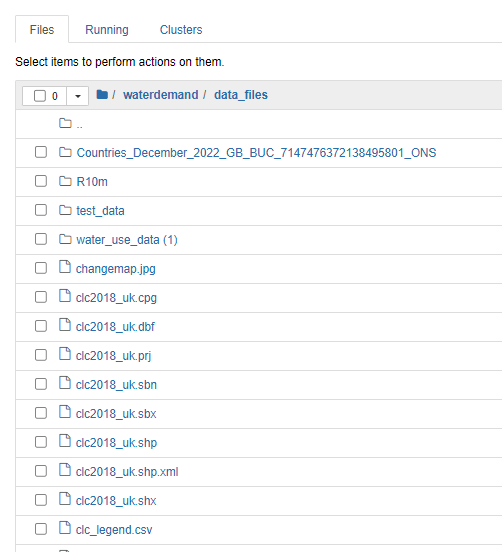 Files Running Clusters
Select items to perform actions on them.
0 / waterdemand / data_files
..
Countries_December_2022_GB_BUC_7147476372138495801_ONS
R10m
test_data
water_use_data (1)
changemap.jpg
clc2018_uk.cpg
clc2018_uk.dbf
clc2018_uk.prj
clc2018_uk.sbn
clc2018_uk.sbx
clc2018_uk.shp
clc2018_uk.shp.xml
clc2018_uk.shx
clc_legend.csv